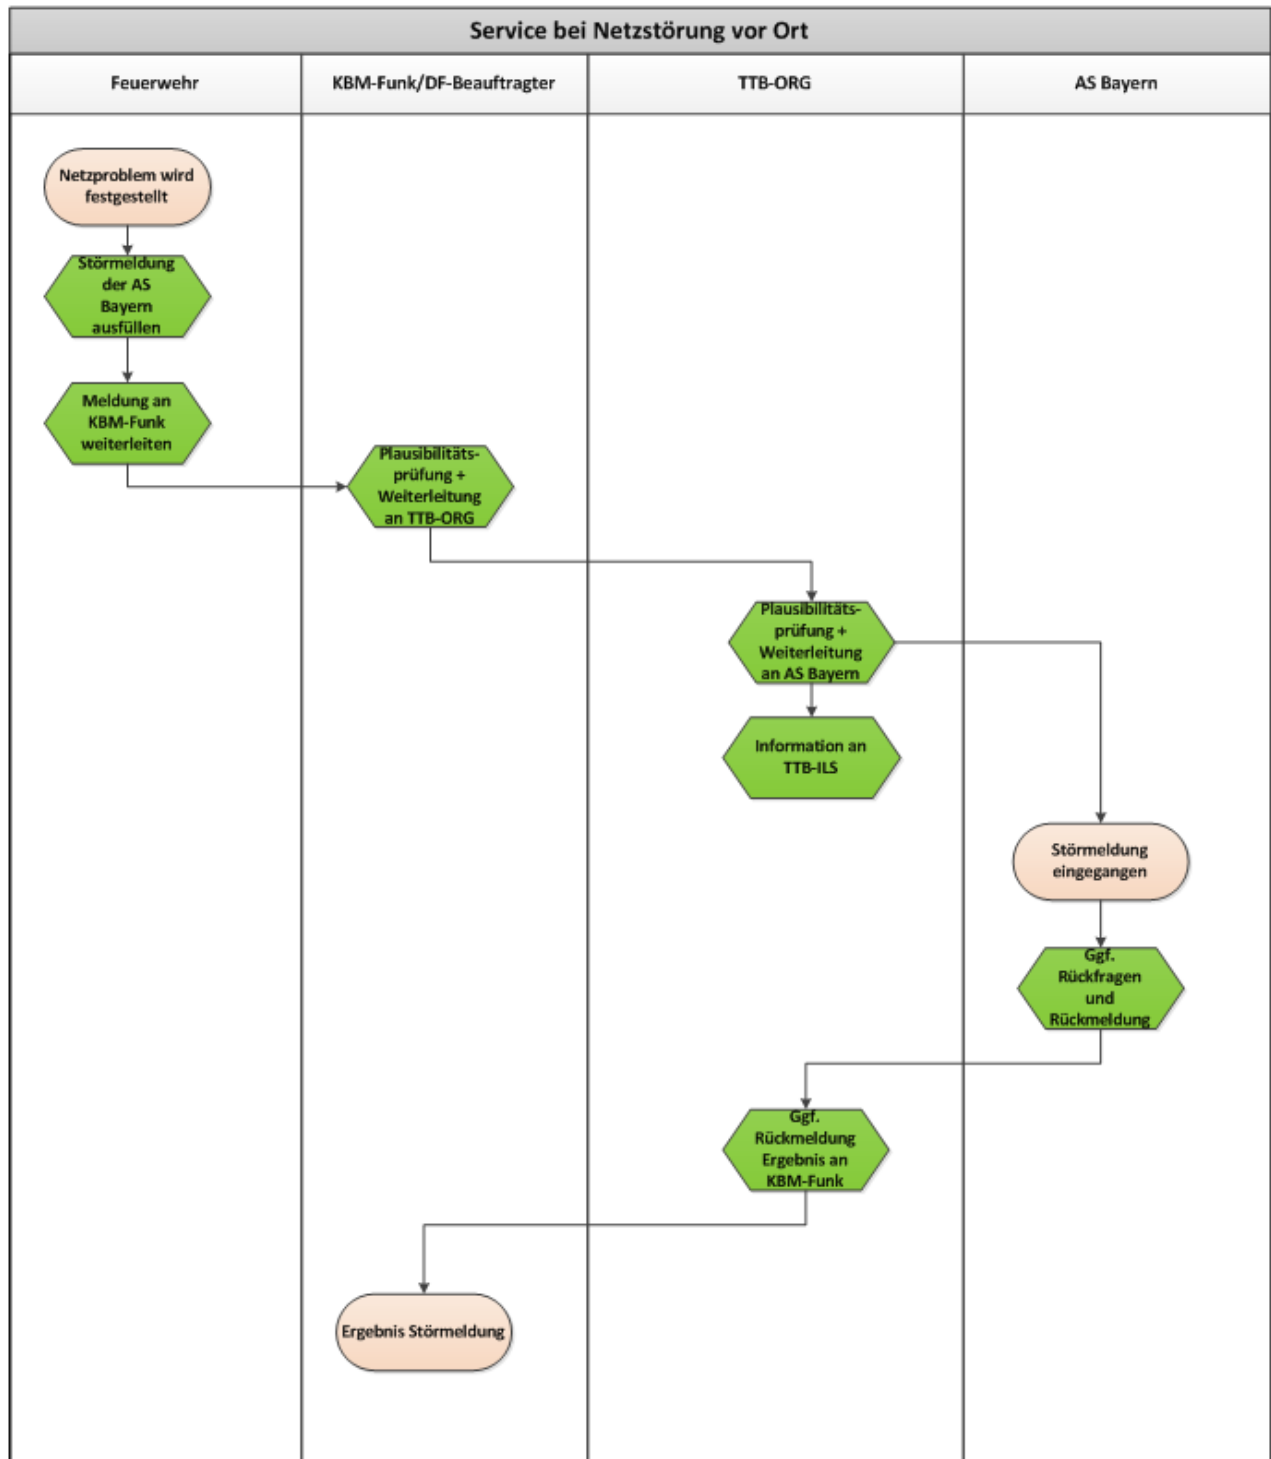 Service bei Netzstörung vor Ort
Feuerwehr
KBM-Funk/DF-Beauftragter
TTB-ORG
AS Bayern
Netzproblem wird
festgestellt
Störmeldung
der AS
Bayern
ausfüllen
Meldung an
KBM-Funk
weiterleiten
Plausibilitäts-
prüfung +
Weiterleitung
an TTB-ORG
Plausibilitäts-
prüfung +
Weiterleitung
an AS Bayern
Information an
TTB-ILS
Störmeldung
eingegangen
Ggf.
Rückfragen
und
Rückmeldung
Ggf.
Rückmeldung
Ergebnis an
KBM-Funk
Ergebnis Störmeldung